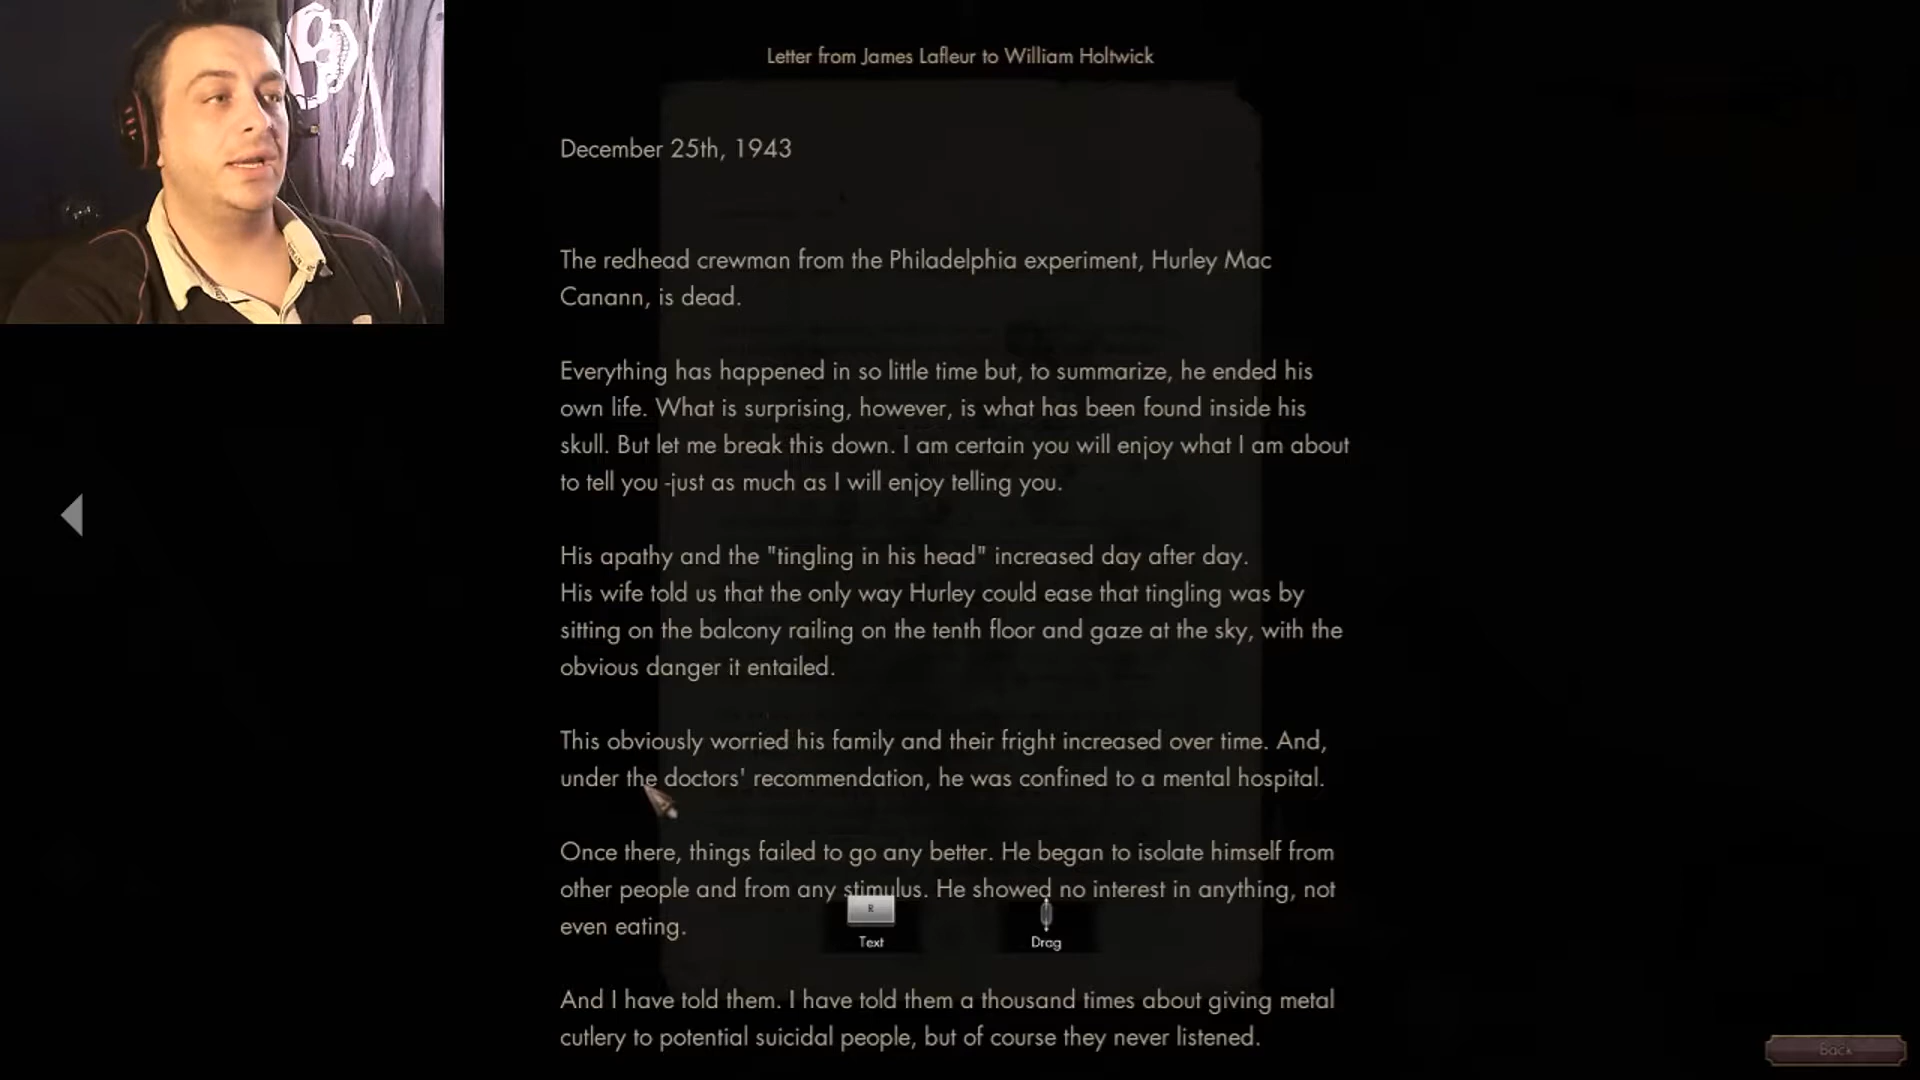 Letter from James Lafleur to William Holtwick
December 25th, 1943
The redhead crewman from the Philadelphia experiment, Hurley Mac
Canann, is dead.
Everything has happened in so little time but, to summarize, he ended his
own life. What is surprising, however, is what has been found inside his
skull. But let me break this down. I am certain you will enjoy what I am about
to tell you -just as much as I will enjoy telling you.
His apathy and the "tingling in his head" increased day after day.
His wife told us that the only way Hurley could ease that tingling was by
sitting on the balcony railing on the tenth floor and gaze at the sky, with the
obvious danger it entailed.
This obviously worried his family and their fright increased over time. And,
under the doctors' recommendation, he was confined to a mental hospital.
Once there, things failed to go any better. He began to isolate himself from
other people and from any stimulus. He showed no interest in anything, not
even eating.
R
Text
Drag
And I have told them. I have told them a thousand times about giving metal
cutlery to potential suicidal people, but of course they never listened.
Back